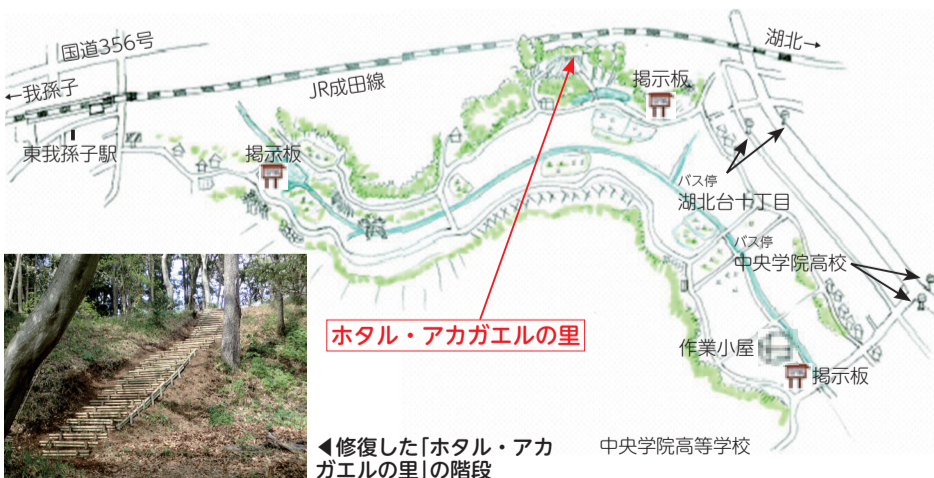 国道356号
湖北→
←我孫子
JR成田線
掲示板
東我孫子駅
掲示板
バス停
湖北台十丁目
バス停
中央学院高校
ホタル・アカガエルの里
作業小屋
掲示板
◀修復した「ホタル・アカ
ガエルの里」の階段
中央学院高等学校